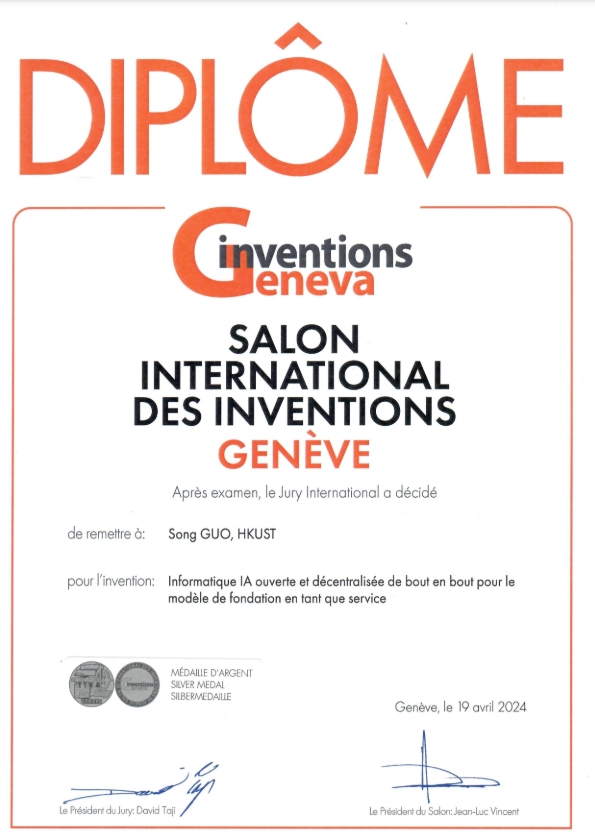 DIPLÔME
inventions
Geneva
SALON
INTERNATIONAL
DES INVENTIONS
GENÈVE
Après examen, le Jury International a décidé
de remettre à: Song GUO, HKUST
pour l'invention: Informatique IA ouverte et décentralisée de bout en bout pour le
modèle de fondation en tant que service
inventions
MÉDAILLE D'ARGENT
SILVER MEDAL
SILBERMEDAILLE
Genève, le 19 avril 2024
Le Président du Jury: David Taji
Le Président du Salon: Jean-Luc Vincent